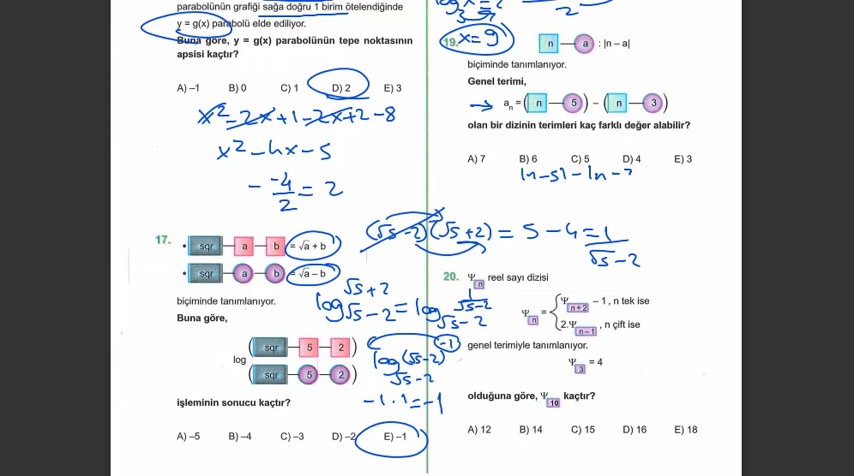 parabolünün grafiği sağa doğru 1 birim ötelendiğinde
y = g(x) parabolü elde ediliyor.
Buna göre, y = g(x) parabolünün tepe noktasının
apsisi kaçtır?
A) –1 B) 0 C) 1 D) 2 E) 3
x² – 2x + 1 – 2x + 2 – 8
x² – 4x – 5
– -4/2 = 2
17.
• sqr a b = √a + b
• sqr a b = √a – b
biçiminde tanımlanıyor.
Buna göre,
log ( sqr 5 2 )
( sqr 5 2 )
işleminin sonucu kaçtır?
A) –5 B) –4 C) –3 D) –2 E) –1
(√5 – 2)(√5 + 2) = 5 – 4 = 1
√5 – 2
log √5 + 2
√5 – 2 = log 1
√5 – 2
√5 – 2
-1
log (√5 – 2)
√5 – 2
–1 . 1 = –1
19. x = 9
n a : |n – a|
biçiminde tanımlanıyor.
Genel terimi,
→ aₙ = ( n 5 ) – ( n 3 )
olan bir dizinin terimleri kaç farklı değer alabilir?
A) 7 B) 6 C) 5 D) 4 E) 3
|n – 5| – |n –
20. Ψ n reel sayı dizisi
Ψ n = { Ψ n + 2 – 1 , n tek ise
2.Ψ n – 1 , n çift ise
genel terimiyle tanımlanıyor.
Ψ 3 = 4
olduğuna göre, Ψ 10 kaçtır?
A) 12 B) 14 C) 15 D) 16 E) 18